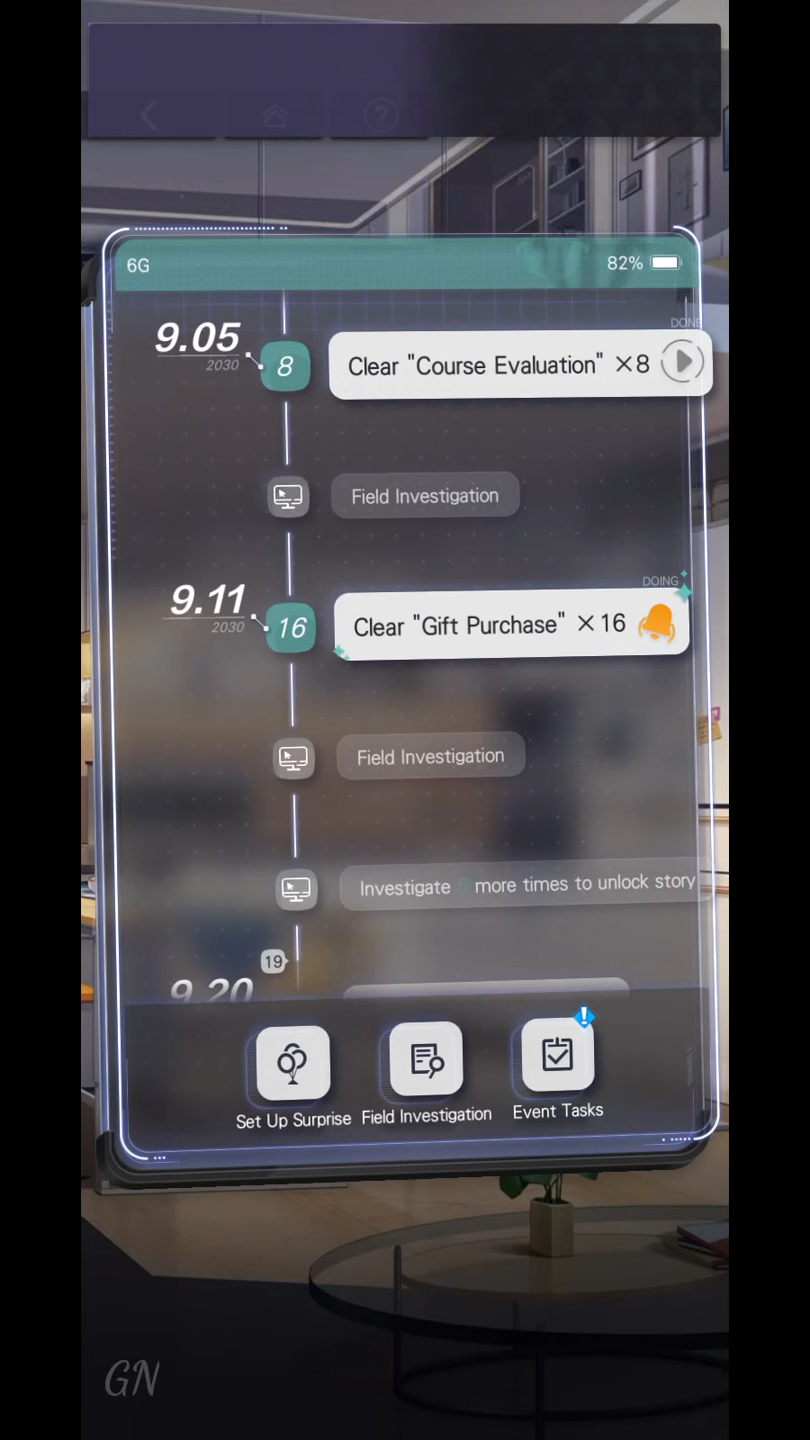 6G
82%
DONE
9.05
2030
8
Clear "Course Evaluation" ×8
Field Investigation
DOING
9.11
2030
16
Clear "Gift Purchase" ×16
Field Investigation
Investigate more times to unlock story
19
9.20
Set Up Surprise
Field Investigation
Event Tasks
GN